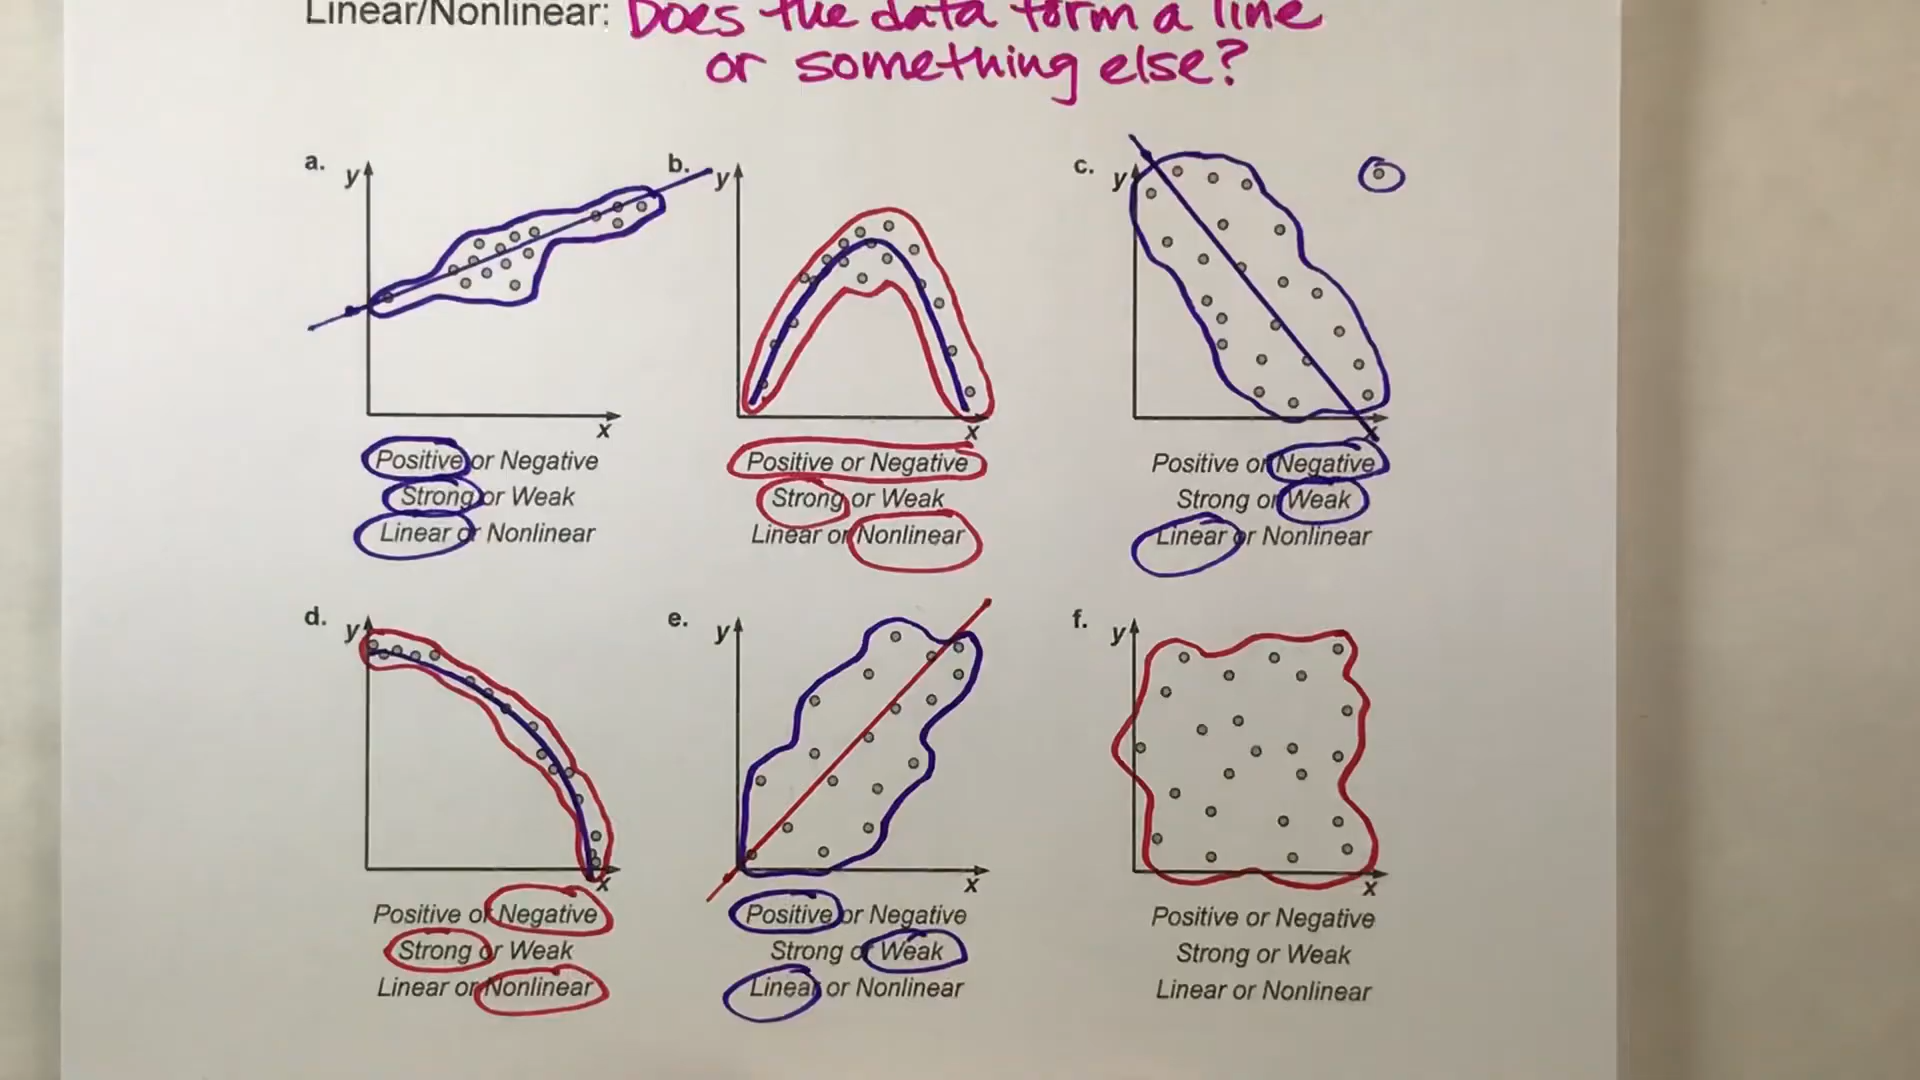 Linear/Nonlinear: Does the data form a line
or something else?
a.
y
x
Positive or Negative
Strong or Weak
Linear or Nonlinear
b.
y
x
Positive or Negative
Strong or Weak
Linear or Nonlinear
c.
y
x
Positive or Negative
Strong or Weak
Linear or Nonlinear
d.
y
x
Positive or Negative
Strong or Weak
Linear or Nonlinear
e.
y
x
Positive or Negative
Strong or Weak
Linear or Nonlinear
f.
y
x
Positive or Negative
Strong or Weak
Linear or Nonlinear